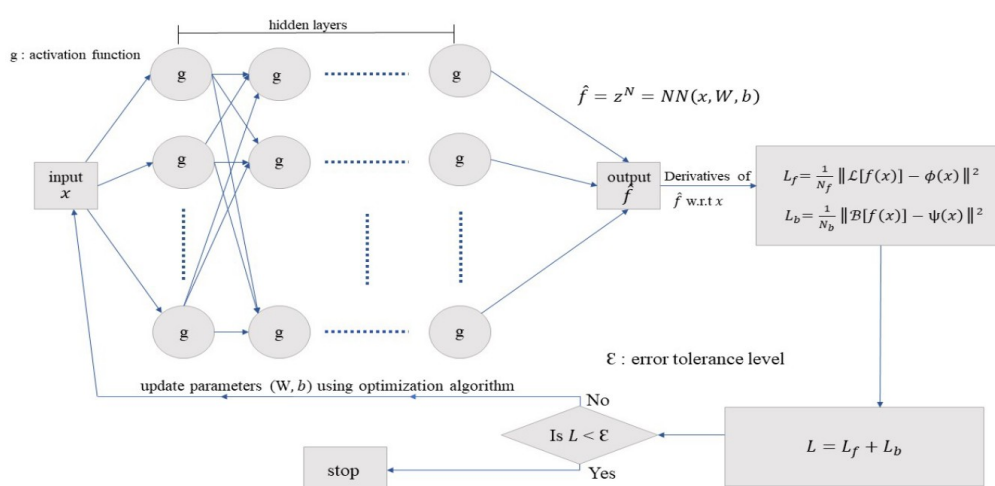 hidden layers
g : activation function
g g g
f̂ = z^N = NN(x, W, b)
g g g
input
x
output
f̂
Derivatives of
f̂ w.r.t x
L_f= 1/N_f ‖ ℒ[f(x)] − ϕ(x) ‖ ²
L_b= 1/N_b ‖ ℬ[f(x)] − ψ(x) ‖ ²
g g g
Ɛ : error tolerance level
update parameters (W, b) using optimization algorithm
No
Is L < Ɛ
Yes
L = L_f + L_b
stop